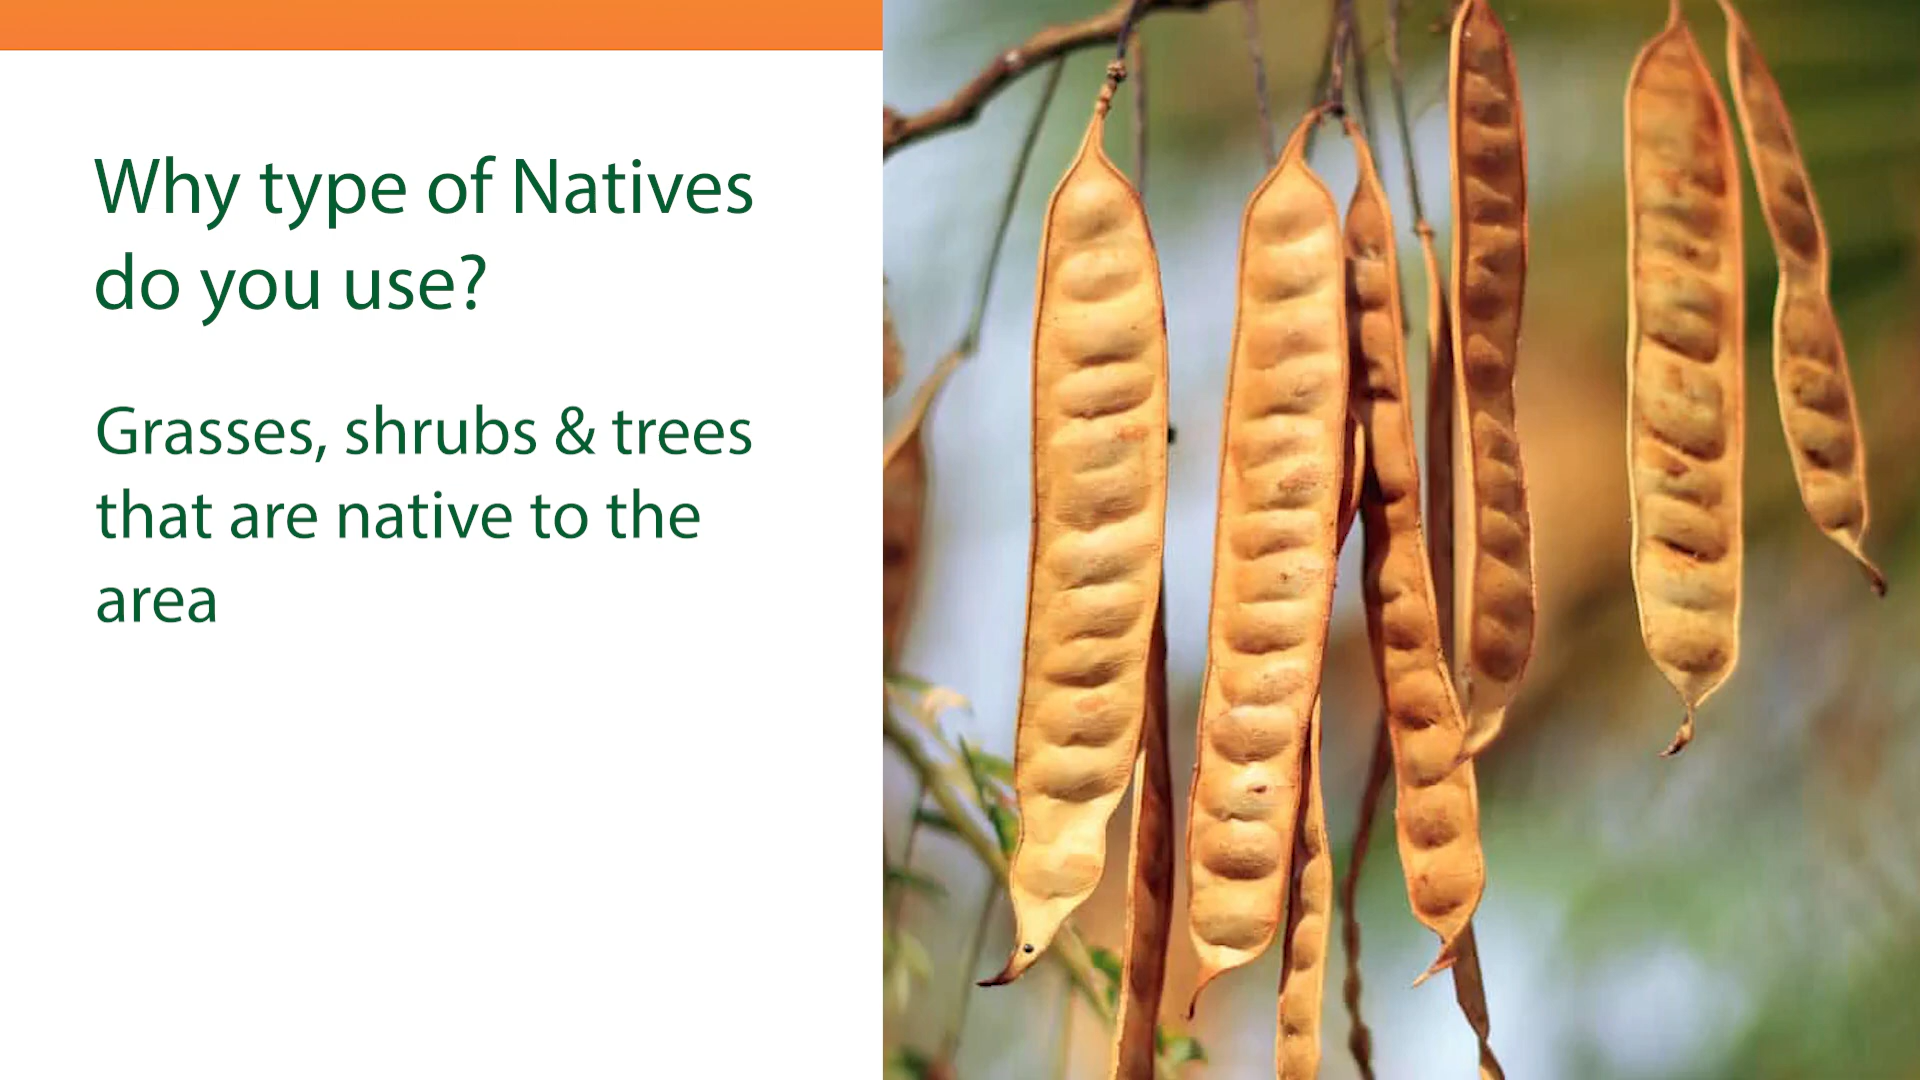 Why type of Natives
do you use?
Grasses, shrubs & trees
that are native to the
area